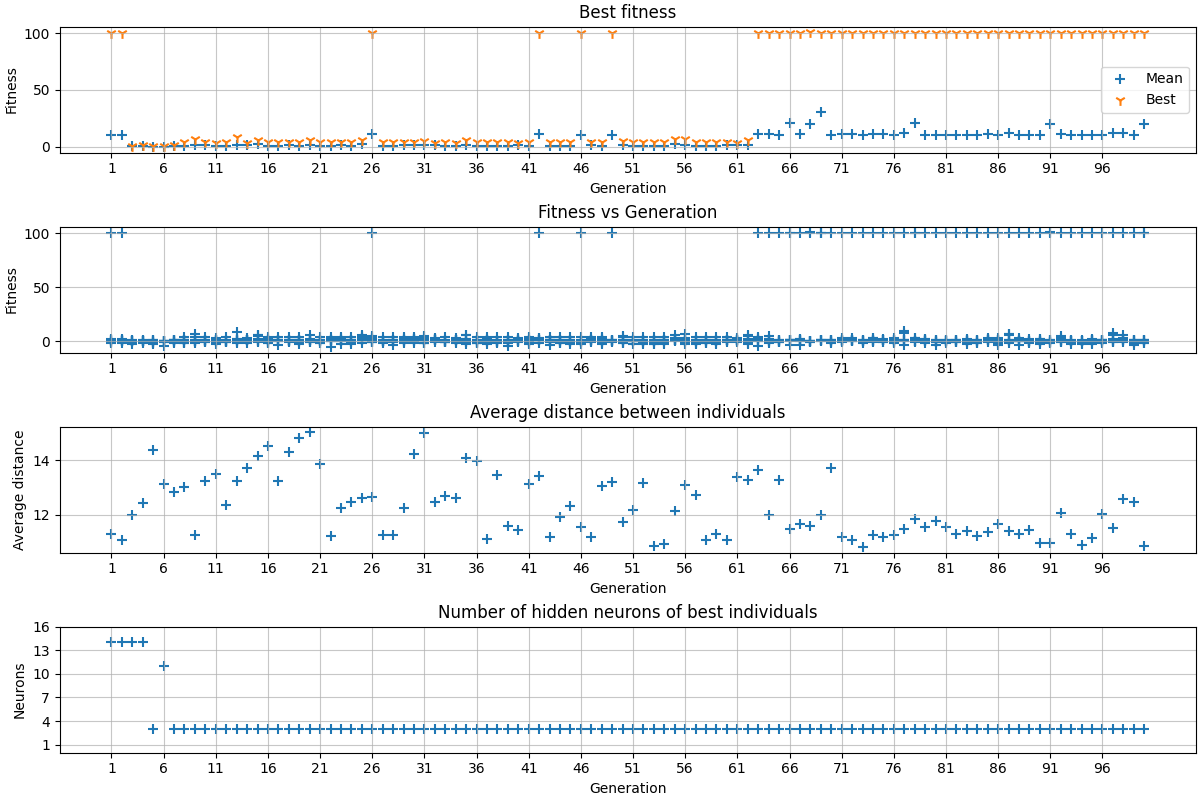 Best fitness
100
50
0
Fitness
Mean
Best
1 6 11 16 21 26 31 36 41 46 51 56 61 66 71 76 81 86 91 96
Generation
Fitness vs Generation
100
50
0
Fitness
1 6 11 16 21 26 31 36 41 46 51 56 61 66 71 76 81 86 91 96
Generation
Average distance between individuals
14
12
Average distance
1 6 11 16 21 26 31 36 41 46 51 56 61 66 71 76 81 86 91 96
Generation
Number of hidden neurons of best individuals
16
13
10
7
4
1
Neurons
1 6 11 16 21 26 31 36 41 46 51 56 61 66 71 76 81 86 91 96
Generation